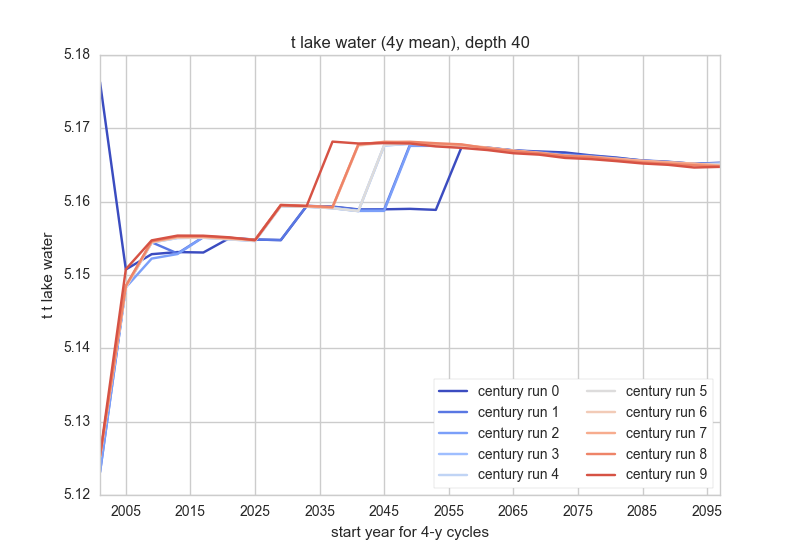 t lake water (4y mean), depth 40
5.18
5.17
5.16
5.15
5.14
5.13
5.12
t t lake water
2005 2015 2025 2035 2045 2055 2065 2075 2085 2095
start year for 4-y cycles
century run 0
century run 1
century run 2
century run 3
century run 4
century run 5
century run 6
century run 7
century run 8
century run 9